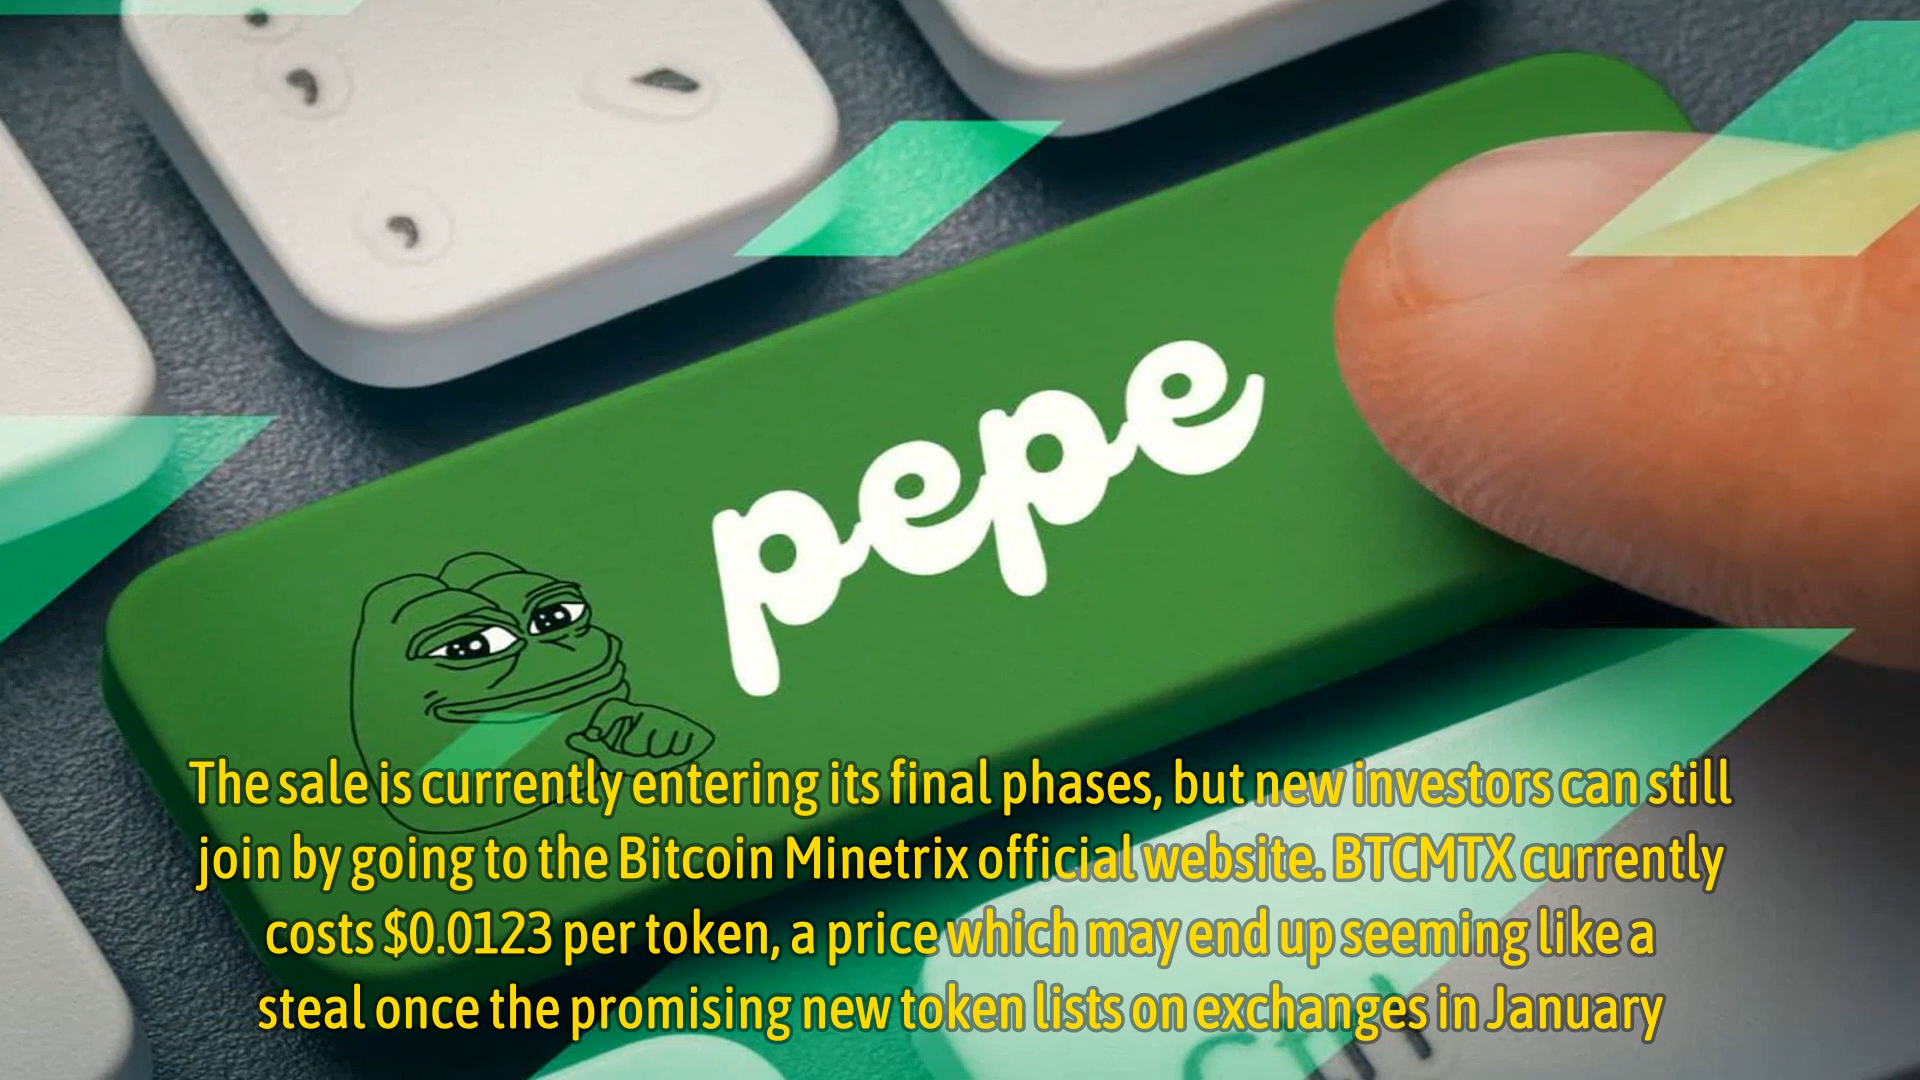 pepe
The sale is currently entering its final phases, but new investors can still
join by going to the Bitcoin Minetrix official website. BTCMTX currently
costs $0.0123 per token, a price which may end up seeming like a
steal once the promising new token lists on exchanges in January
ctrl